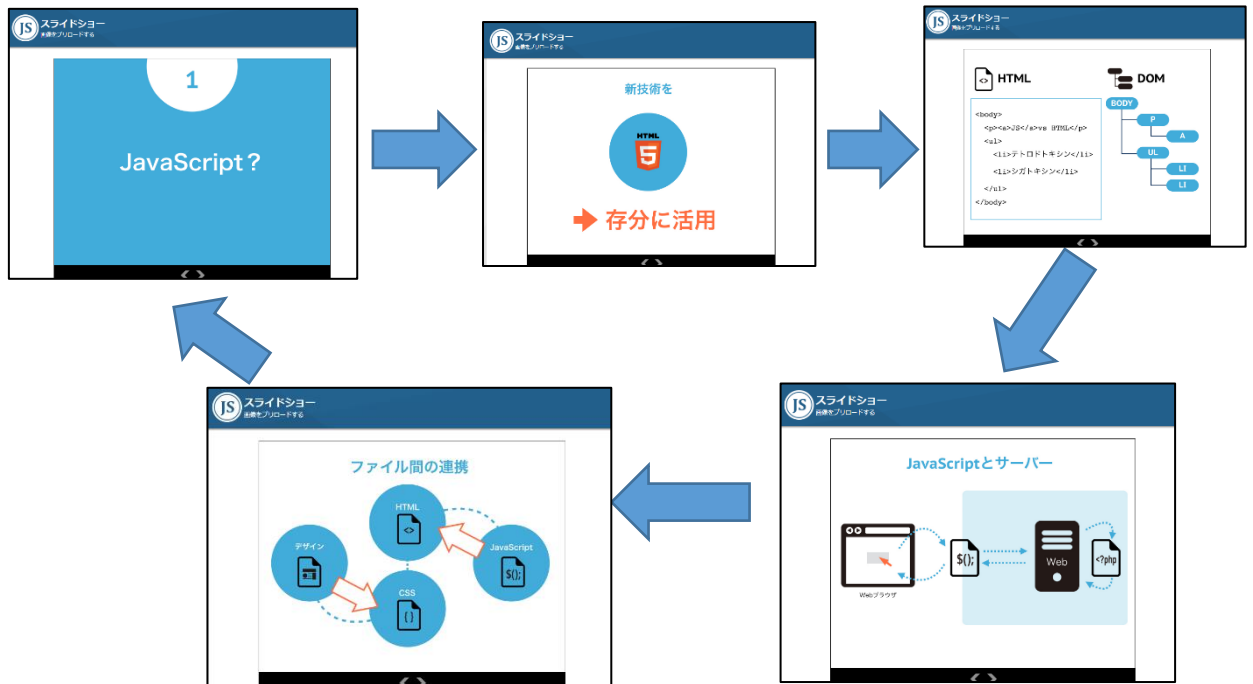 JS スライドショー
画像をプリロードする
1
JavaScript?
JS スライドショー
画像をプリロードする
新技術を
HTML
5
存分に活用
JS スライドショー
画像をプリロードする
<> HTML
DOM
<body>
<p><a>JS</a>vs HTML</p>
<ul>
<li>テトロドトキシン</li>
<li>シガトキシン</li>
</ul>
</body>
BODY
P
A
UL
LI
LI
JS スライドショー
画像をプリロードする
JavaScriptとサーバー
$();
Web
<?php
Webブラウザ
JS スライドショー
画像をプリロードする
ファイル間の連携
HTML
<>
デザイン
JavaScript
$();
CSS
{ }